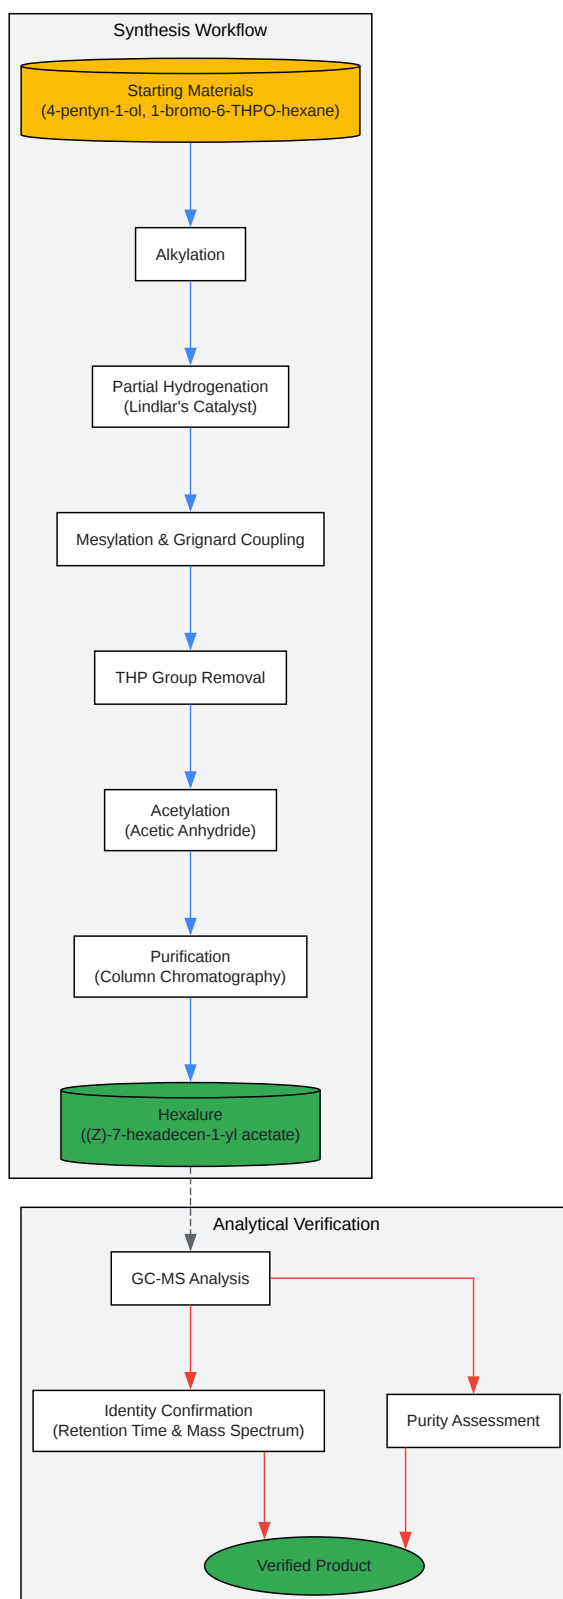 Synthesis Workflow
Starting Materials
(4-pentyn-1-ol, 1-bromo-6-THPO-hexane)
Alkylation
Partial Hydrogenation
(Lindlar's Catalyst)
Mesylation & Grignard Coupling
THP Group Removal
Acetylation
(Acetic Anhydride)
Purification
(Column Chromatography)
Hexalure
((Z)-7-hexadecen-1-yl acetate)
Analytical Verification
GC-MS Analysis
Identity Confirmation
(Retention Time & Mass Spectrum)
Purity Assessment
Verified Product